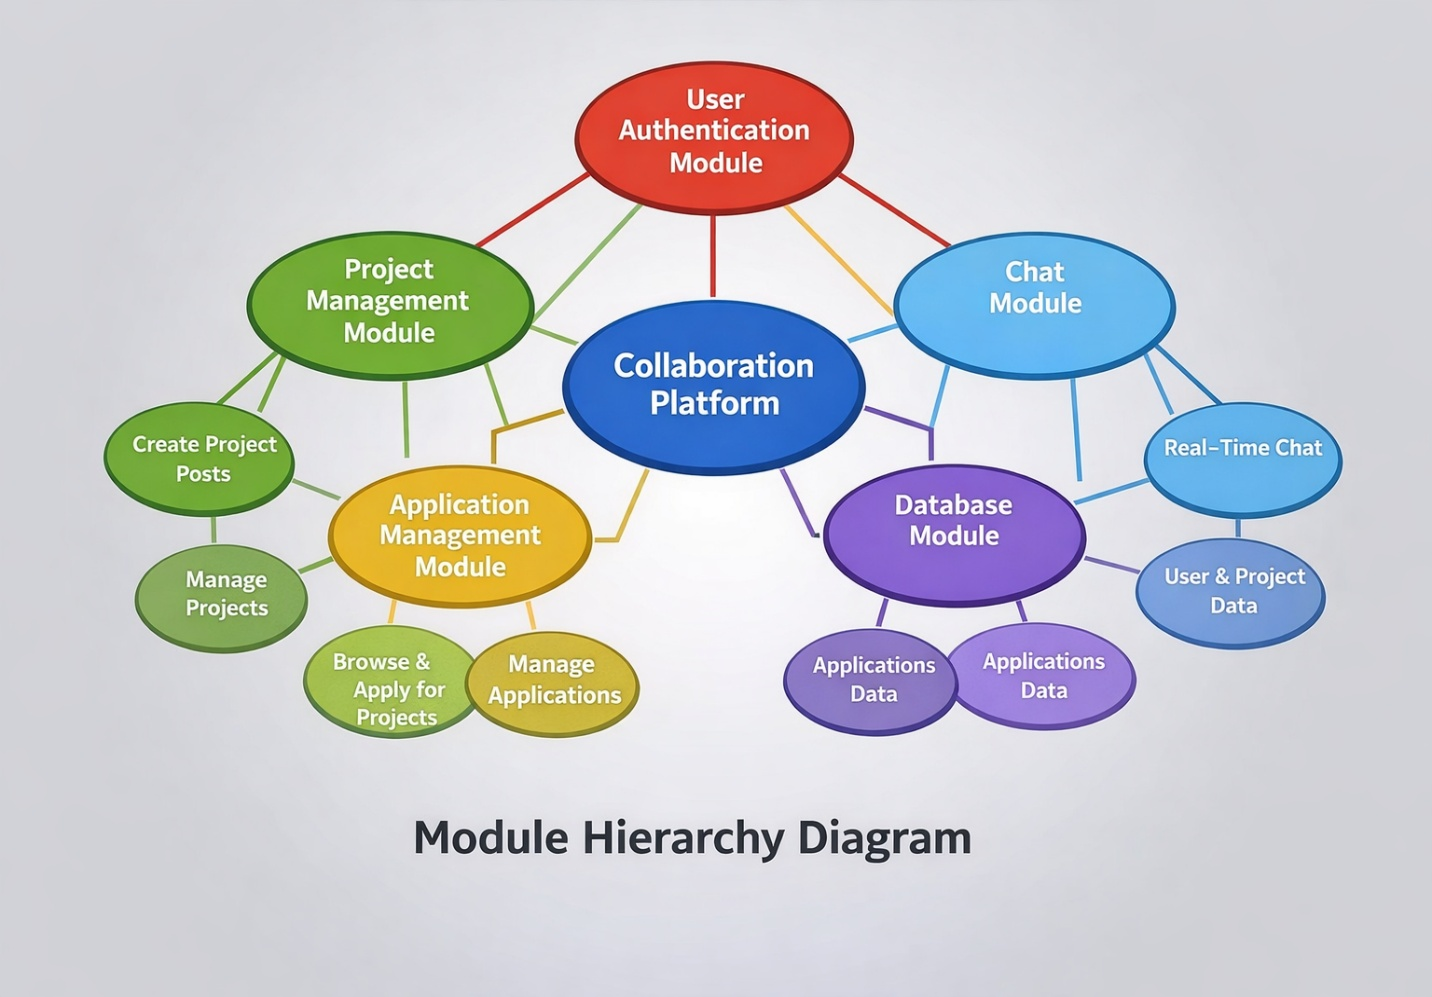 User
Authentication
Module
Project
Management
Module
Chat
Module
Collaboration
Platform
Create Project
Posts
Real-Time Chat
Application
Management
Module
Database
Module
Manage
Projects
User & Project
Data
Browse &
Apply for
Projects
Manage
Applications
Applications
Data
Applications
Data
Module Hierarchy Diagram